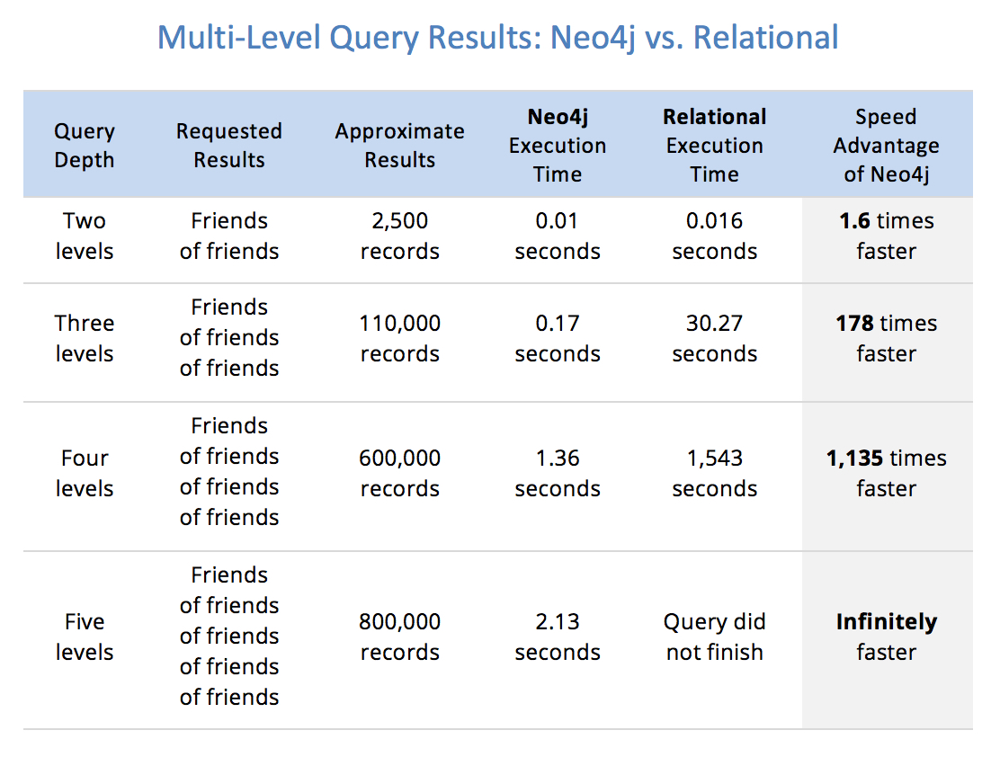 Multi-Level Query Results: Neo4j vs. Relational
Query
Depth
Requested
Results
Approximate
Results
Neo4j
Execution
Time
Relational
Execution
Time
Speed
Advantage
of Neo4j
Two
levels
Friends
of friends
2,500
records
0.01
seconds
0.016
seconds
1.6 times
faster
Three
levels
Friends
of friends
of friends
110,000
records
0.17
seconds
30.27
seconds
178 times
faster
Four
levels
Friends
of friends
of friends
of friends
600,000
records
1.36
seconds
1,543
seconds
1,135 times
faster
Five
levels
Friends
of friends
of friends
of friends
of friends
800,000
records
2.13
seconds
Query did
not finish
Infinitely
faster